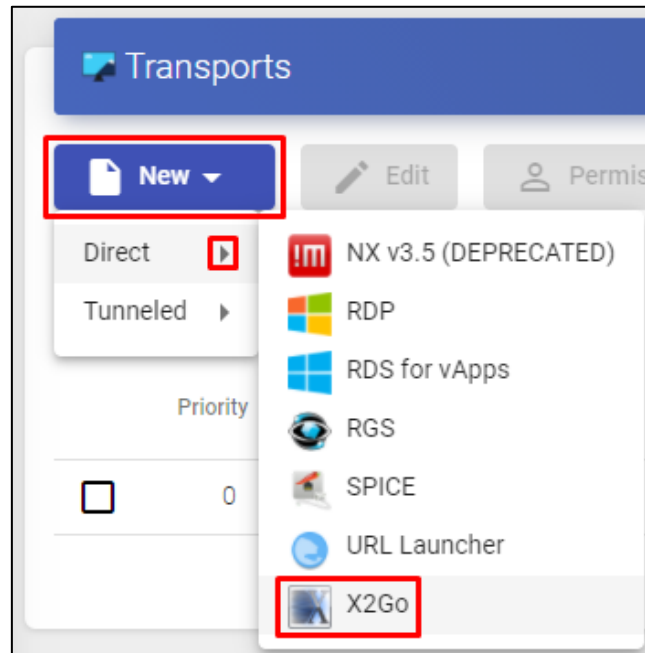 Transports
New
Edit
Permis
Direct
Tunneled
NX v3.5 (DEPRECATED)
RDP
RDS for vApps
RGS
SPICE
URL Launcher
X2Go
Priority
0